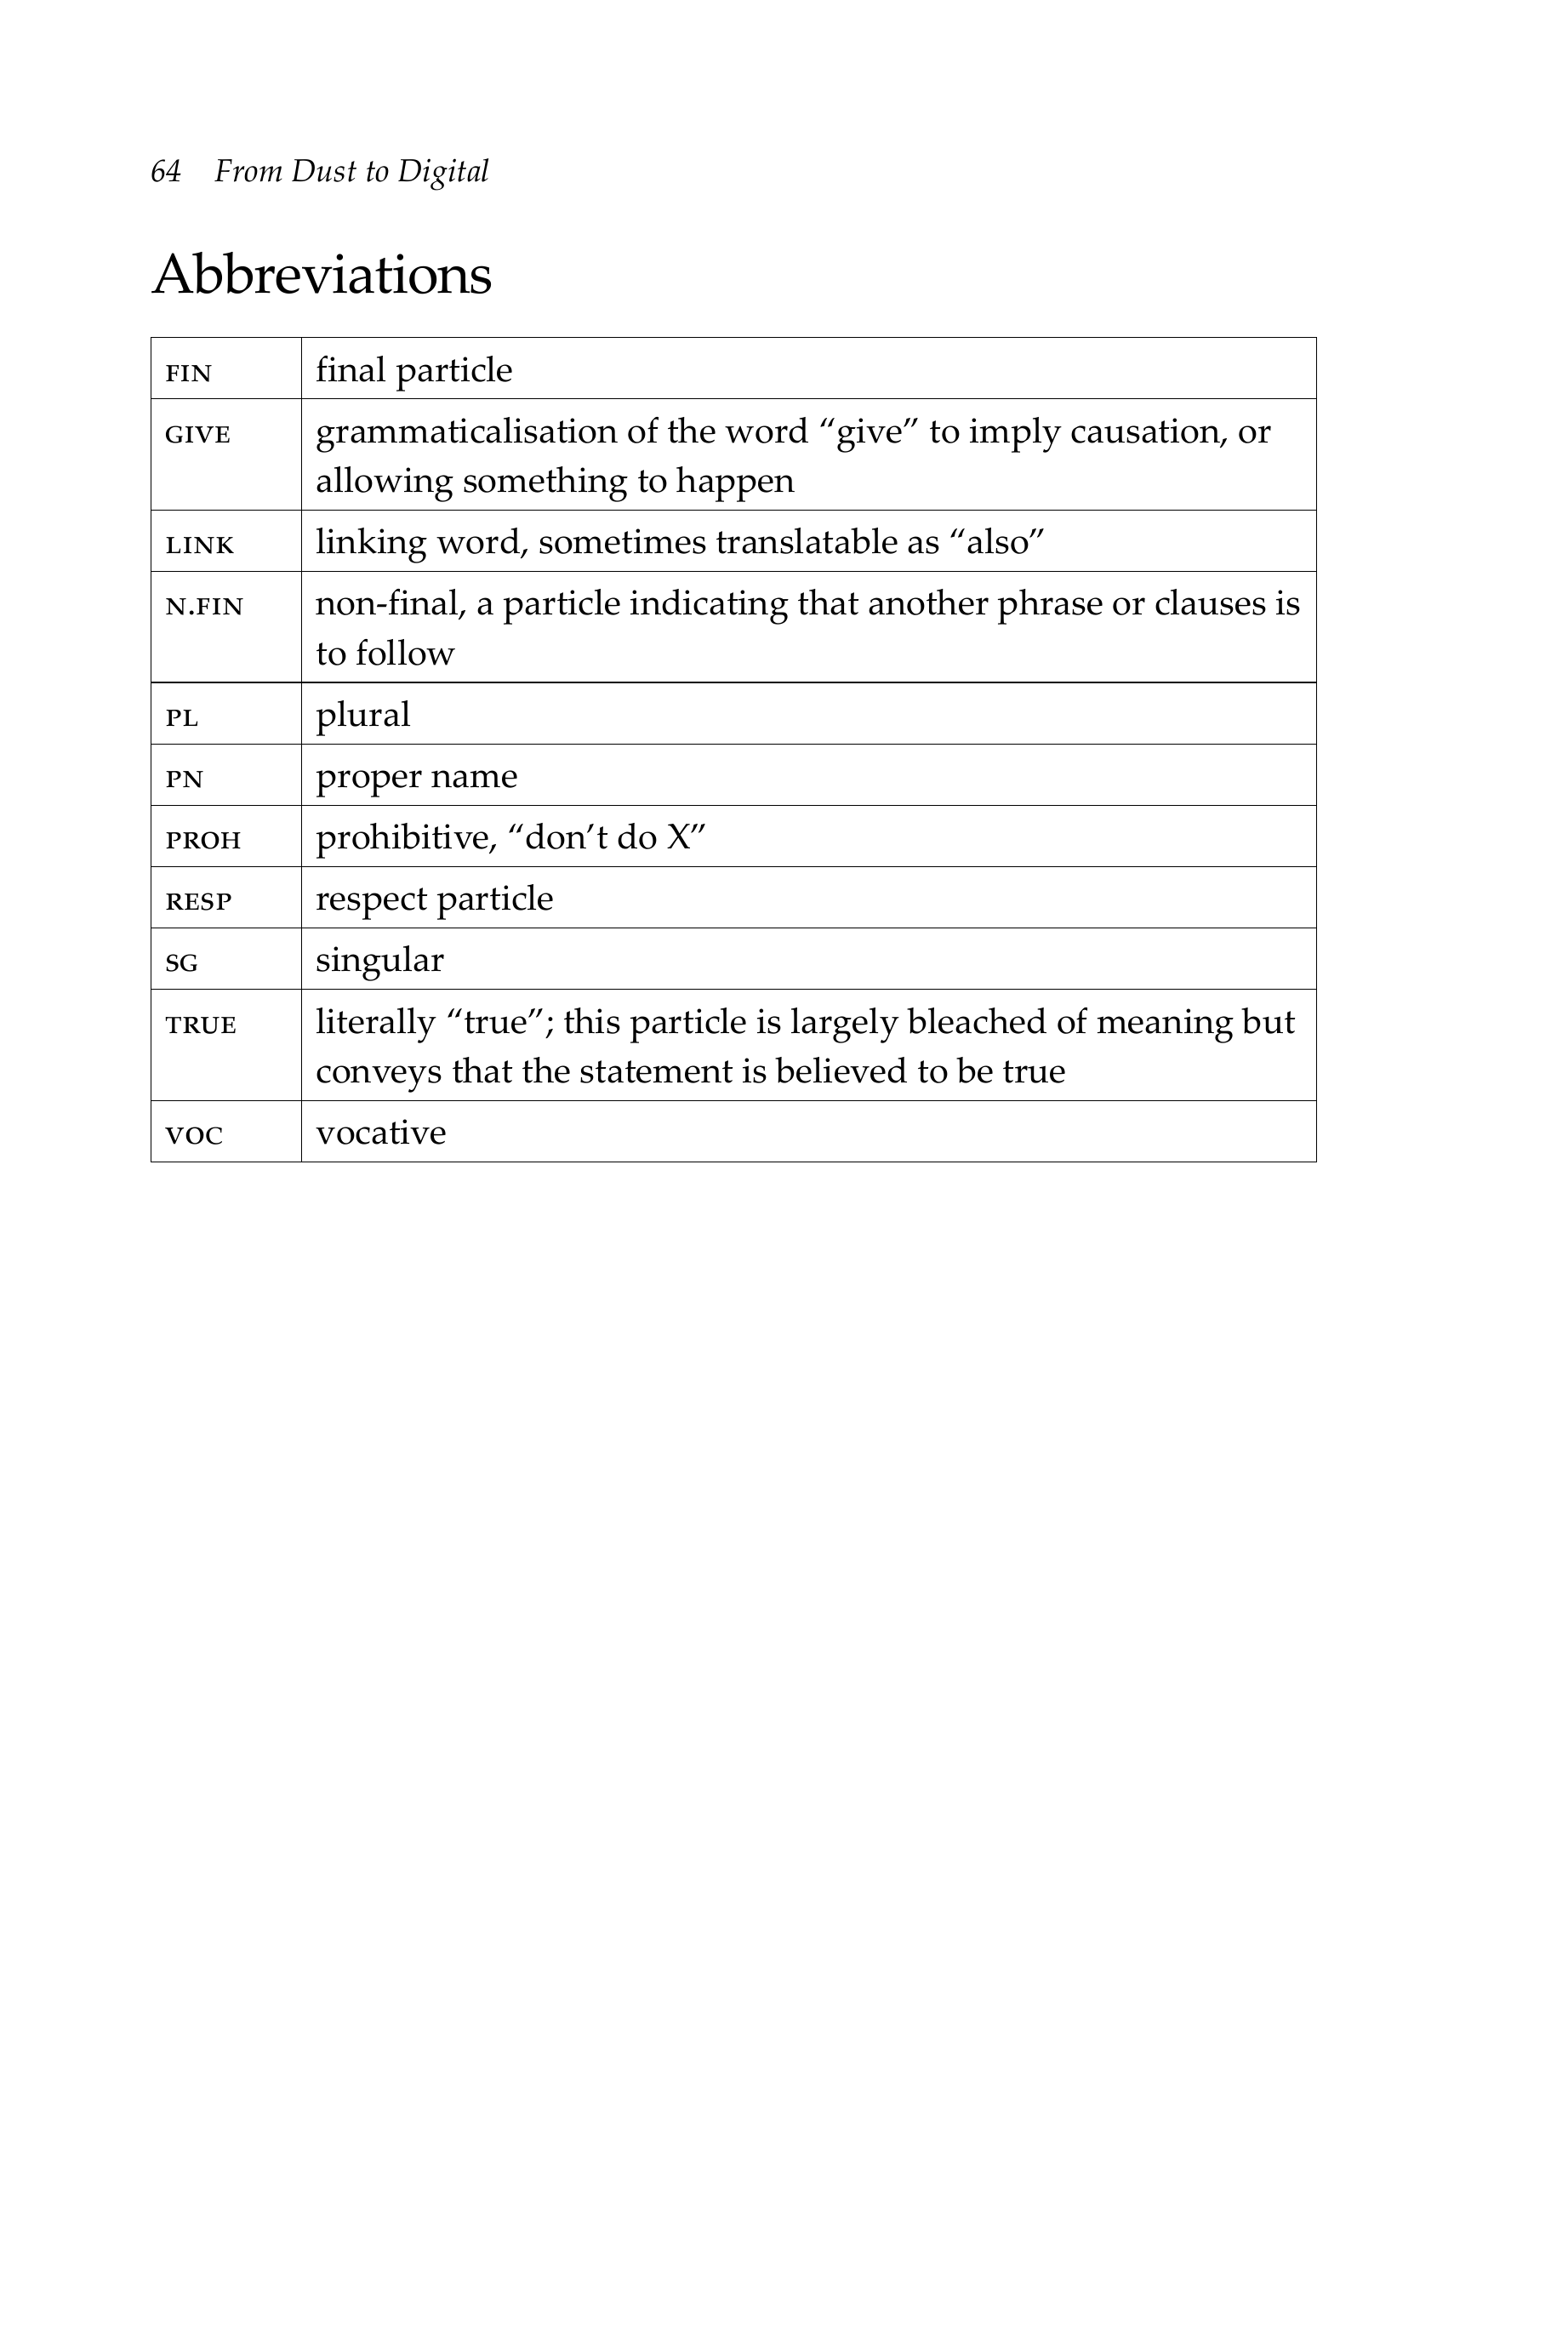 64 From Dust to Digital
Abbreviations
FIN final particle
GIVE grammaticalisation of the word “give” to imply causation, or
allowing something to happen
LINK linking word, sometimes translatable as “also”
N.FIN non-final, a particle indicating that another phrase or clauses is
to follow
PL plural
PN proper name
PROH prohibitive, “don’t do X”
RESP respect particle
SG singular
TRUE literally “true”; this particle is largely bleached of meaning but
conveys that the statement is believed to be true
VOC vocative